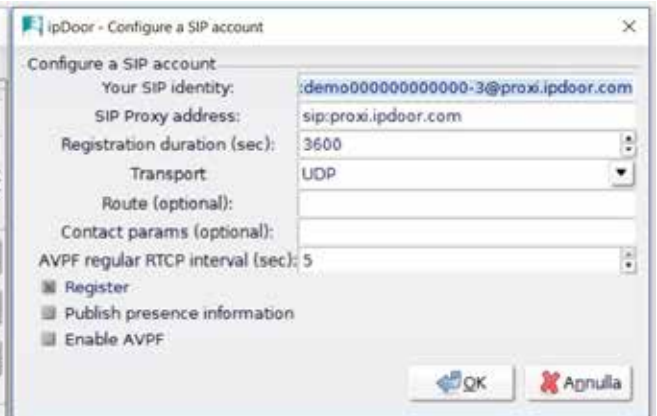 ipDoor - Configure a SIP account
Configure a SIP account
Your SIP identity: :demo000000000000-3@proxi.ipdoor.com
SIP Proxy address: sip:proxi.ipdoor.com
Registration duration (sec): 3600
Transport UDP
Route (optional):
Contact params (optional):
AVPF regular RTCP interval (sec): 5
Register
Publish presence information
Enable AVPF
OK Annulla